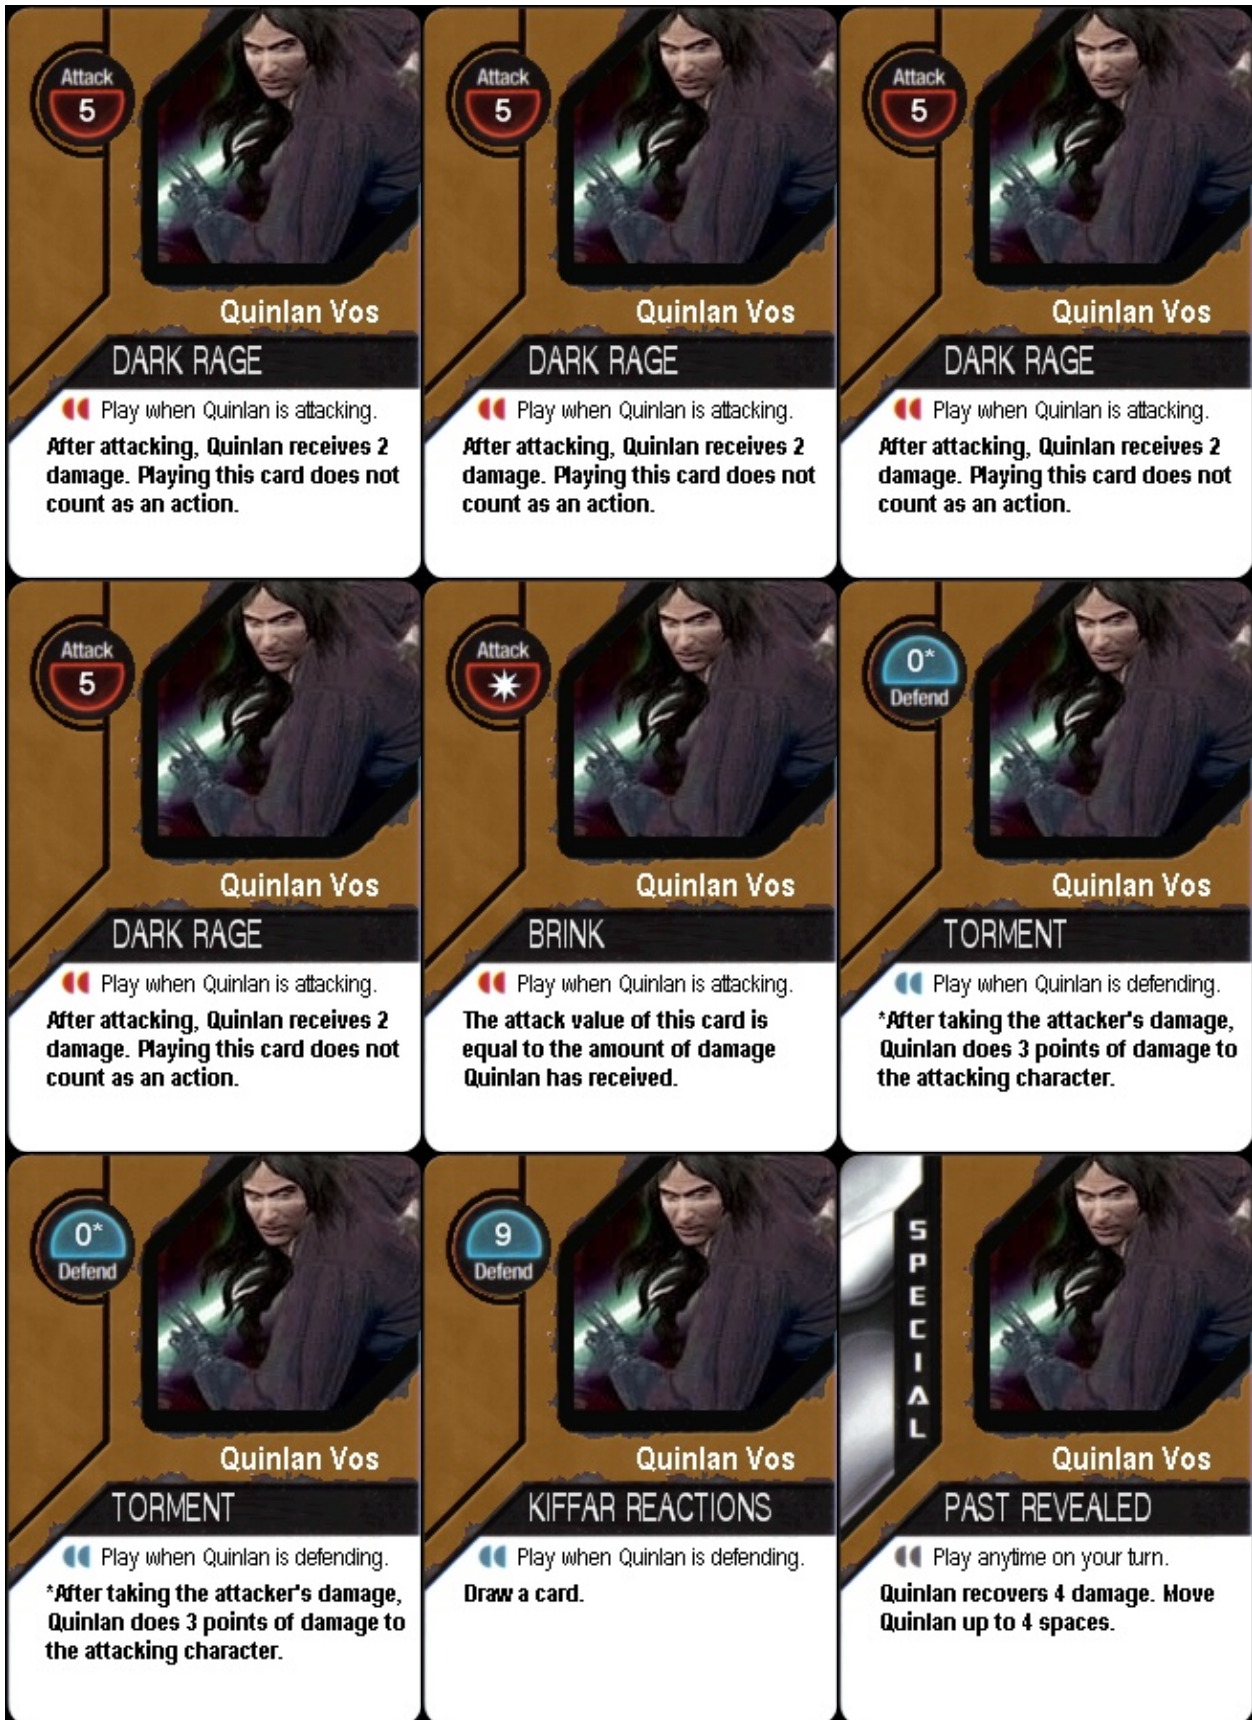 Attack
5
Quinlan Vos
DARK RAGE
Play when Quinlan is attacking.
After attacking, Quinlan receives 2
damage. Playing this card does not
count as an action.
Attack
5
Quinlan Vos
DARK RAGE
Play when Quinlan is attacking.
After attacking, Quinlan receives 2
damage. Playing this card does not
count as an action.
Attack
5
Quinlan Vos
DARK RAGE
Play when Quinlan is attacking.
After attacking, Quinlan receives 2
damage. Playing this card does not
count as an action.
Attack
5
Quinlan Vos
DARK RAGE
Play when Quinlan is attacking.
After attacking, Quinlan receives 2
damage. Playing this card does not
count as an action.
Attack
Quinlan Vos
BRINK
Play when Quinlan is attacking.
The attack value of this card is
equal to the amount of damage
Quinlan has received.
0*
Defend
Quinlan Vos
TORMENT
Play when Quinlan is defending.
*After taking the attacker's damage,
Quinlan does 3 points of damage to
the attacking character.
0*
Defend
Quinlan Vos
TORMENT
Play when Quinlan is defending.
*After taking the attacker's damage,
Quinlan does 3 points of damage to
the attacking character.
9
Defend
Quinlan Vos
KIFFAR REACTIONS
Play when Quinlan is defending.
Draw a card.
SPECIAL
Quinlan Vos
PAST REVEALED
Play anytime on your turn.
Quinlan recovers 4 damage. Move
Quinlan up to 4 spaces.